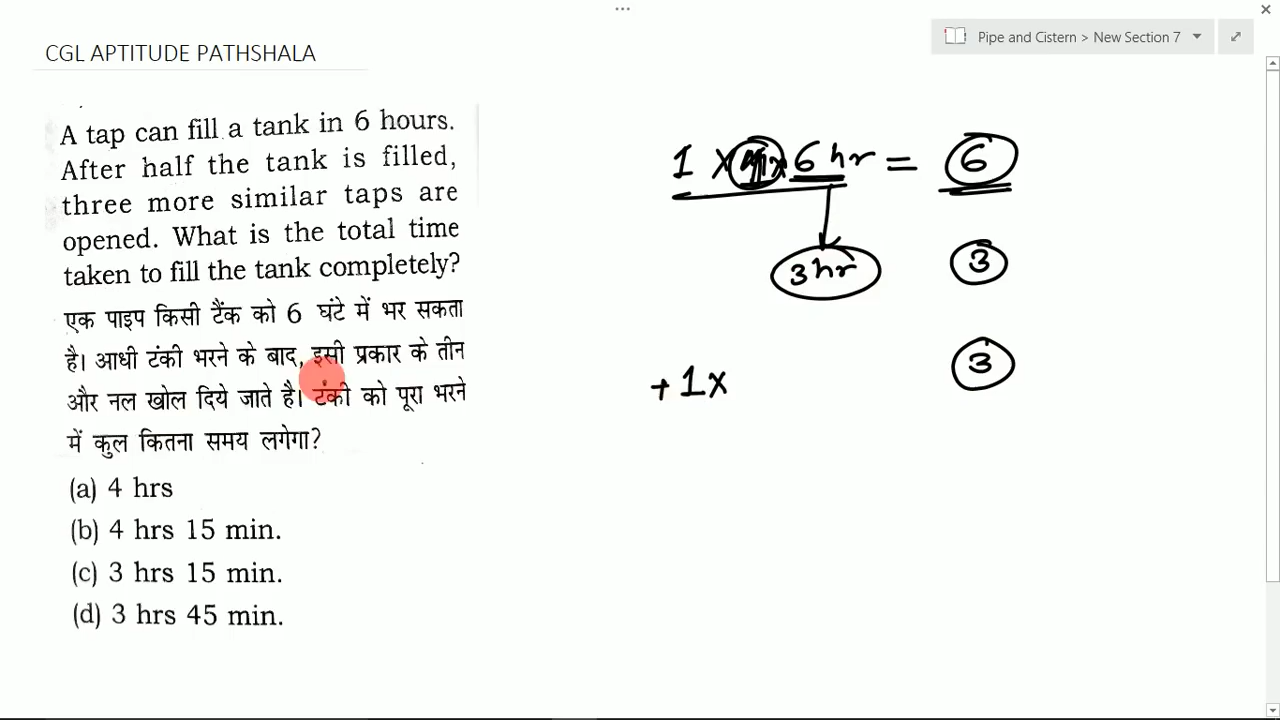 CGL APTITUDE PATHSHALA
Pipe and Cistern > New Section 7
A tap can fill a tank in 6 hours.
After half the tank is filled,
three more similar taps are
opened. What is the total time
taken to fill the tank completely?
एक पाइप किसी टैंक को 6 घंटे में भर सकता
है। आधी टंकी भरने के बाद, इसी प्रकार के तीन
और नल खोल दिये जाते है। टंकी को पूरा भरने
में कुल कितना समय लगेगा?
(a) 4 hrs
(b) 4 hrs 15 min.
(c) 3 hrs 15 min.
(d) 3 hrs 45 min.
1 × 6 hr = 6
3 hr 3
+ 1 × 3